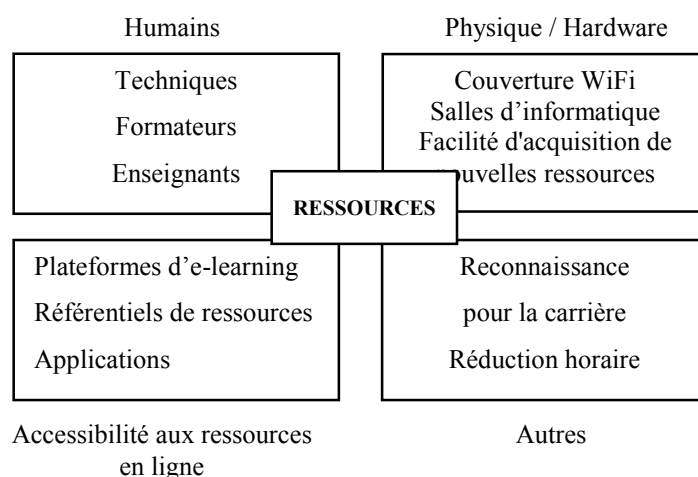 Humains
Techniques
Formateurs
Enseignants
Physique / Hardware
Couverture WiFi
Salles d’informatique
Facilité d'acquisition de
nouvelles ressources
RESSOURCES
Plateformes d’e-learning
Référentiels de ressources
Applications
Accessibilité aux ressources
en ligne
Reconnaissance
pour la carrière
Réduction horaire
Autres